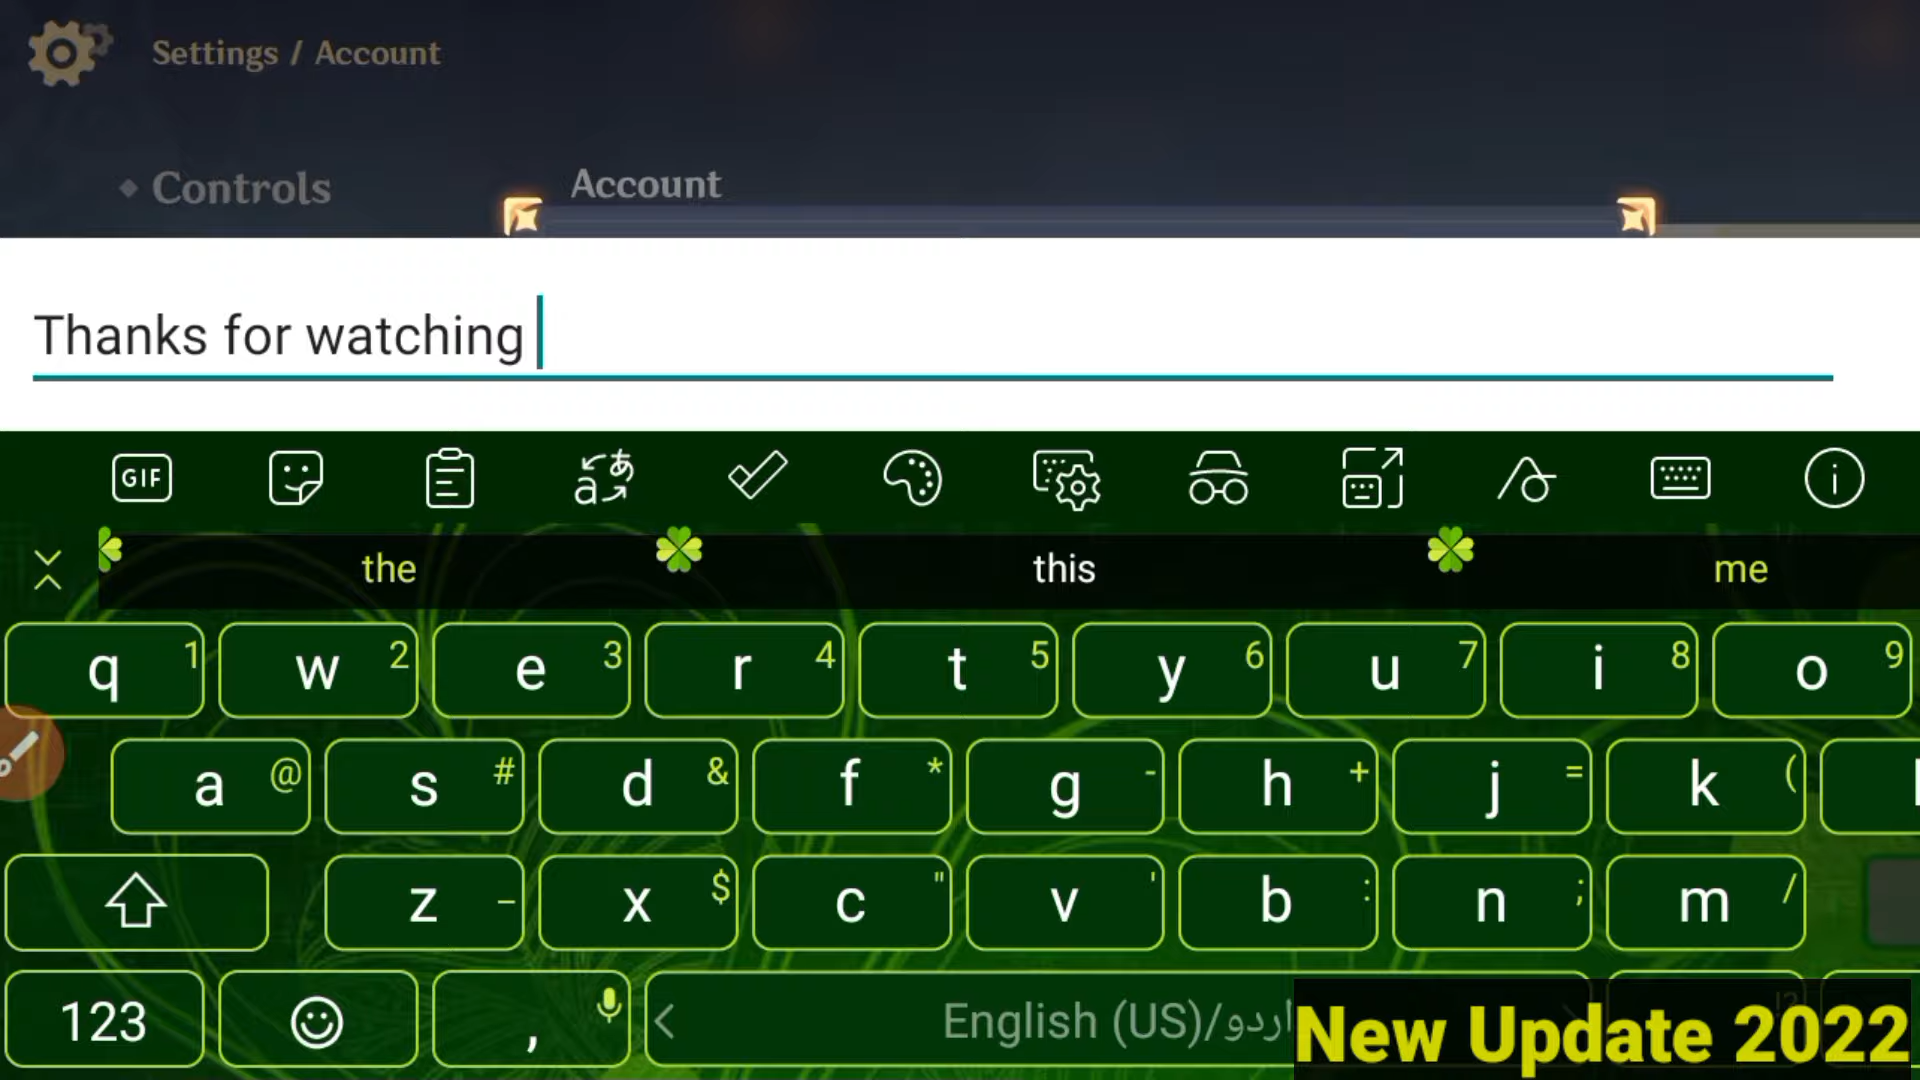 Settings / Account
Controls
Account
Thanks for watching
GIF
the this me
q 1 w 2 e 3 r 4 t 5 y 6 u 7 i 8 o 9
a @ s # d & f * g - h + j = k (
z _ x $ c " v ' b : n ; m /
123 , < English (US)/اردو
New Update 2022